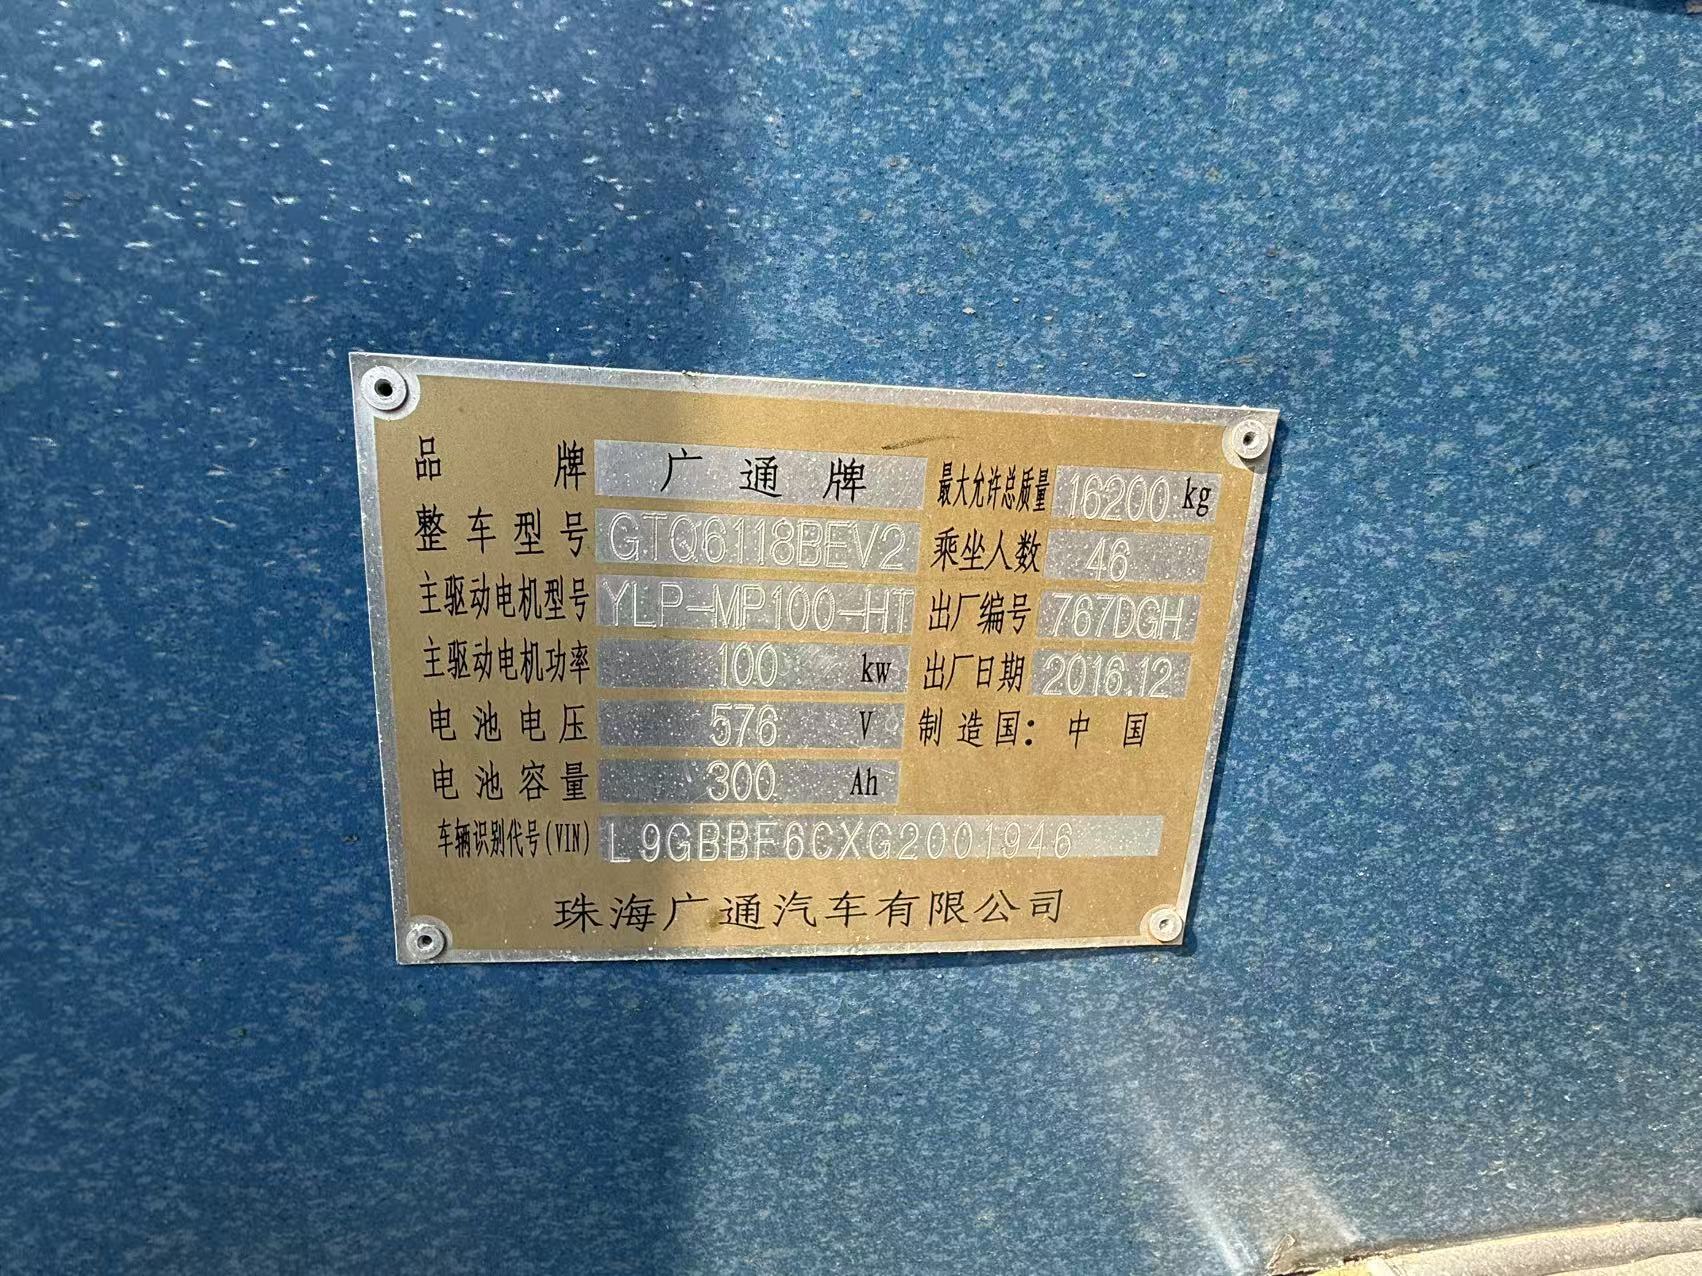 品牌 广通牌 最大允许总质量 16200 kg
整车型号 GTQ6118BEV2 乘坐人数 46
主驱动电机型号 YLP-MP100-HT 出厂编号 767DGH
主驱动电机功率 100 kw 出厂日期 2016.12
电池电压 576 V 制造国：中国
电池容量 300 Ah
车辆识别代号(VIN) L9GBBF6CXG2001946
珠海广通汽车有限公司